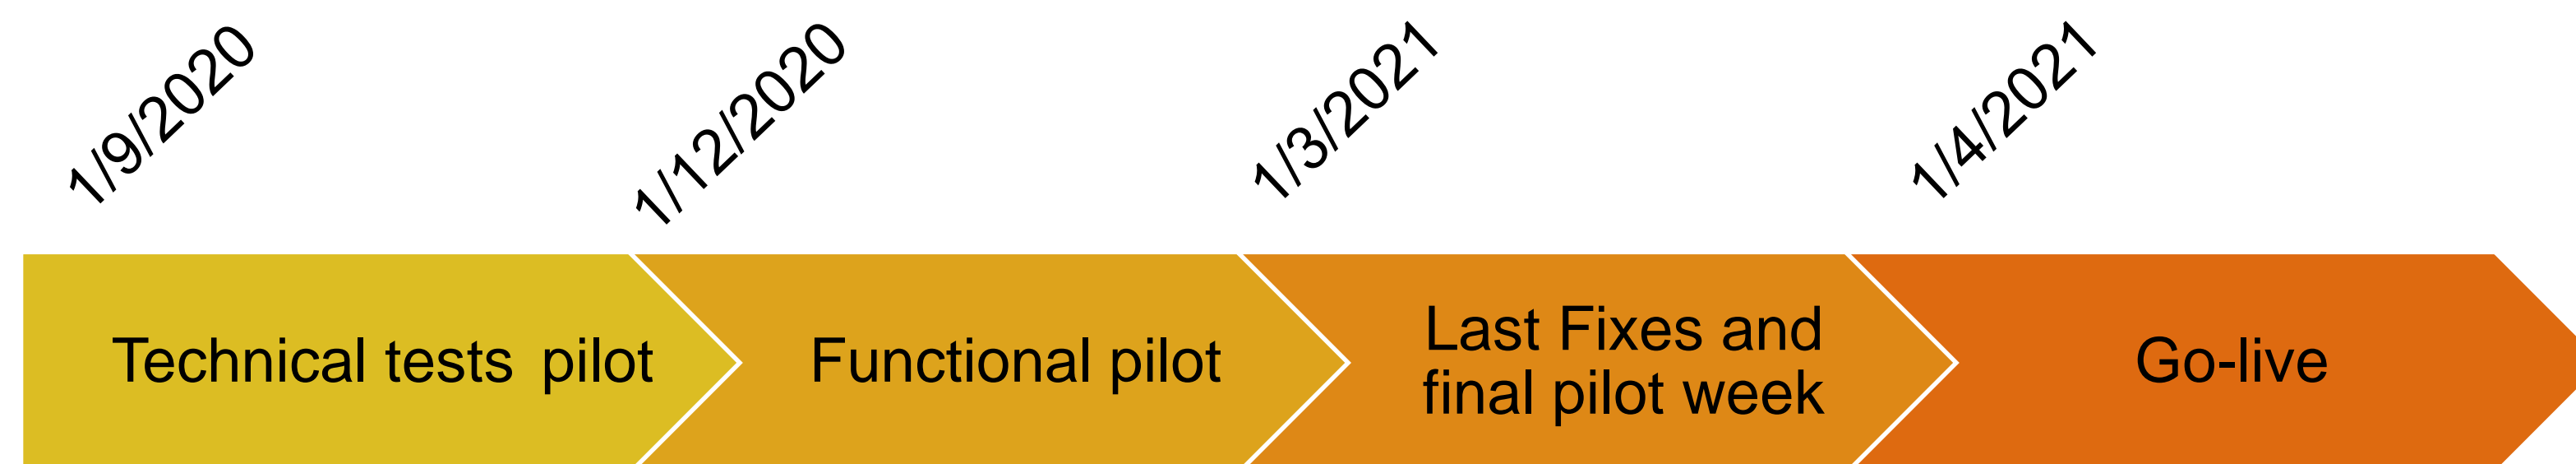 1/9/2020
1/12/2020
1/3/2021
1/4/2021
Technical tests pilot
Functional pilot
Last Fixes and
final pilot week
Go-live